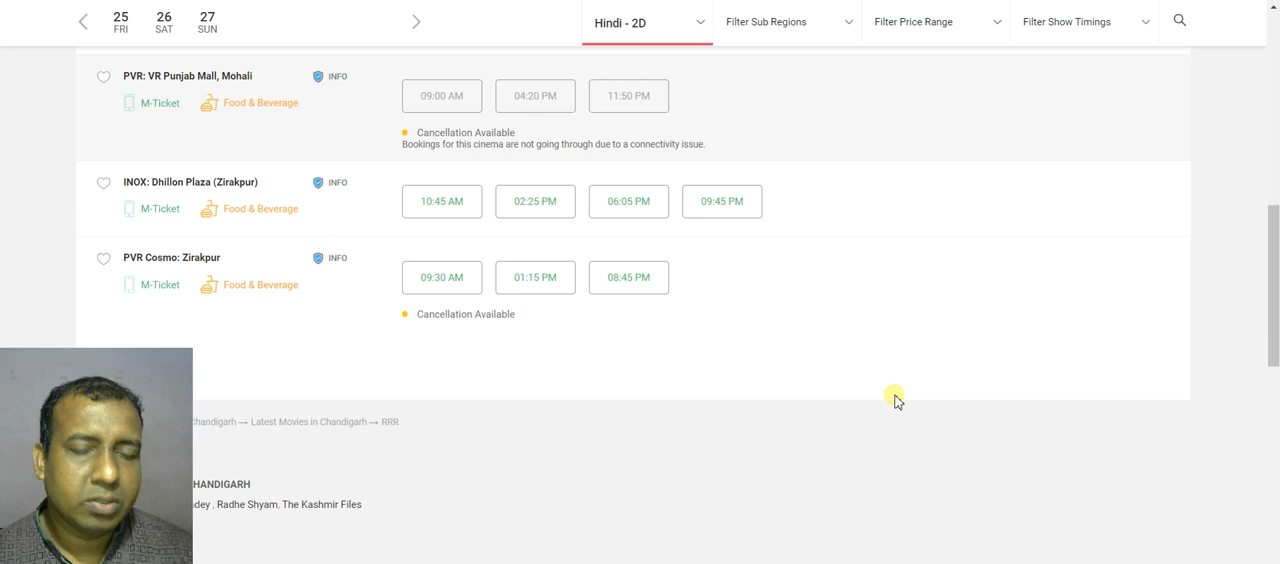 25 26 27
FRI SAT SUN
Hindi - 2D
Filter Sub Regions
Filter Price Range
Filter Show Timings
PVR: VR Punjab Mall, Mohali
INFO
M-Ticket
Food & Beverage
09:00 AM 04:20 PM 11:50 PM
Cancellation Available
Bookings for this cinema are not going through due to a connectivity issue.
INOX: Dhillon Plaza (Zirakpur)
INFO
M-Ticket
Food & Beverage
10:45 AM 02:25 PM 06:05 PM 09:45 PM
PVR Cosmo: Zirakpur
INFO
M-Ticket
Food & Beverage
09:30 AM 01:15 PM 08:45 PM
Cancellation Available
Chandigarh → Latest Movies in Chandigarh → RRR
HANDIGARH
dey , Radhe Shyam, The Kashmir Files